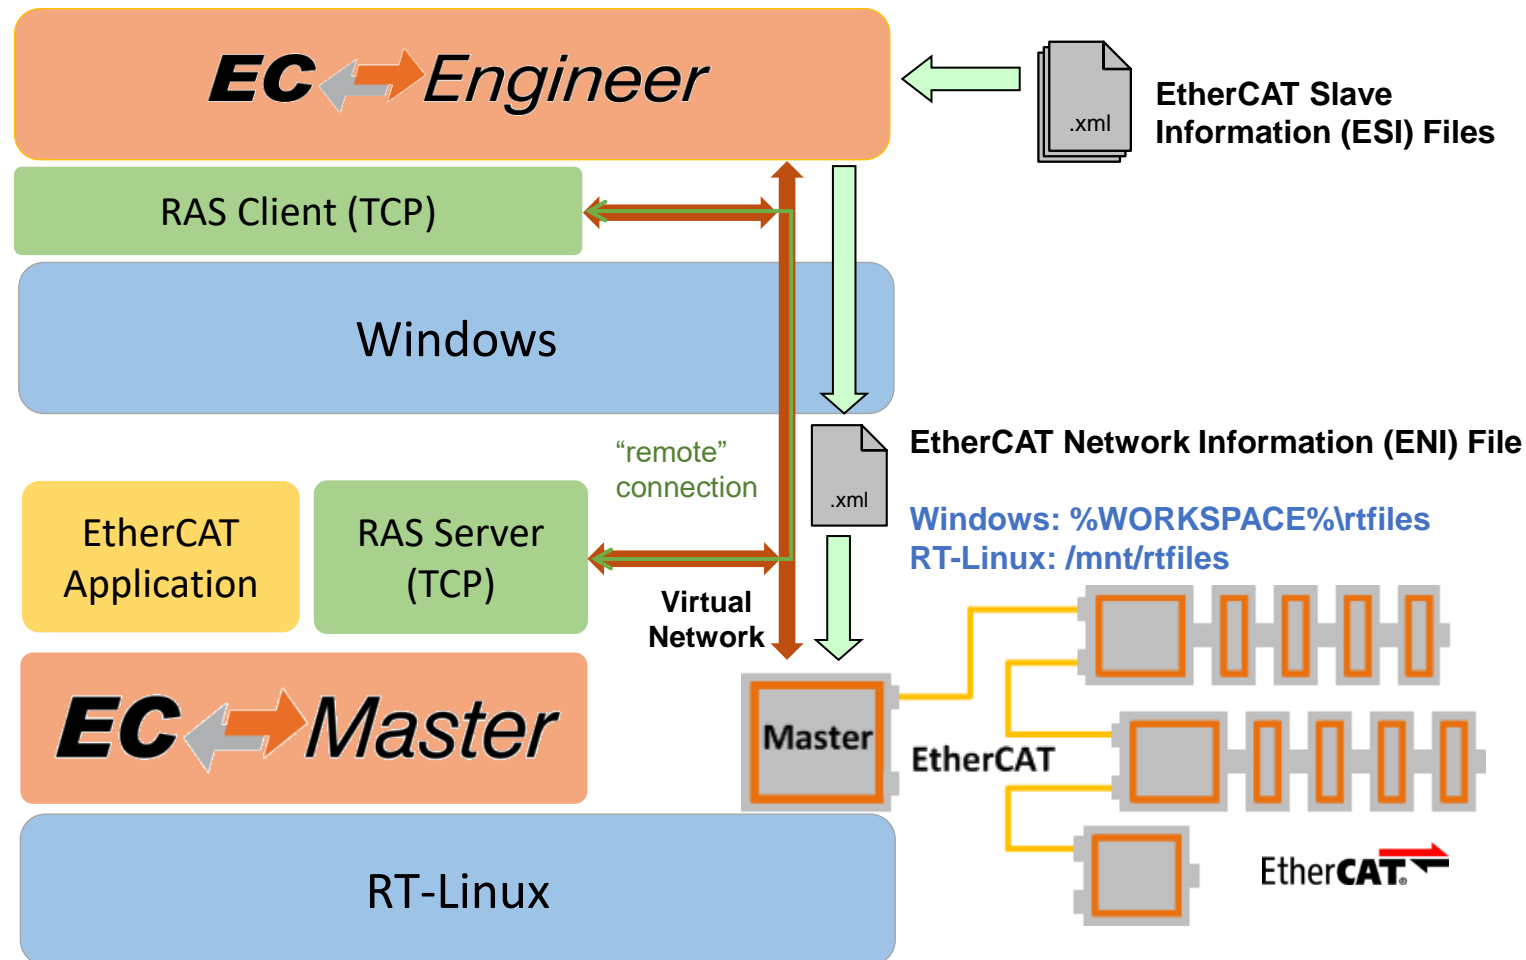 EC Engineer
.xml
EtherCAT Slave
Information (ESI) Files
RAS Client (TCP)
Windows
“remote”
connection
.xml
EtherCAT Network Information (ENI) File
Windows: %WORKSPACE%\rtfiles
RT-Linux: /mnt/rtfiles
EtherCAT
Application
RAS Server
(TCP)
Virtual
Network
EC Master
Master
EtherCAT
RT-Linux
EtherCAT®